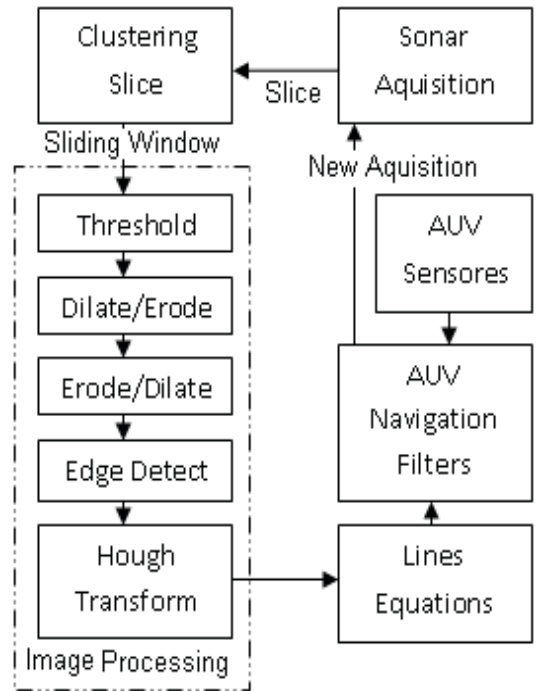 Clustering
Slice
Sonar
Aquisition
Slice
Sliding Window
New Aquisition
Threshold
AUV
Sensores
Dilate/Erode
Erode/Dilate
AUV
Navigation
Filters
Edge Detect
Hough
Transform
Lines
Equations
Image Processing